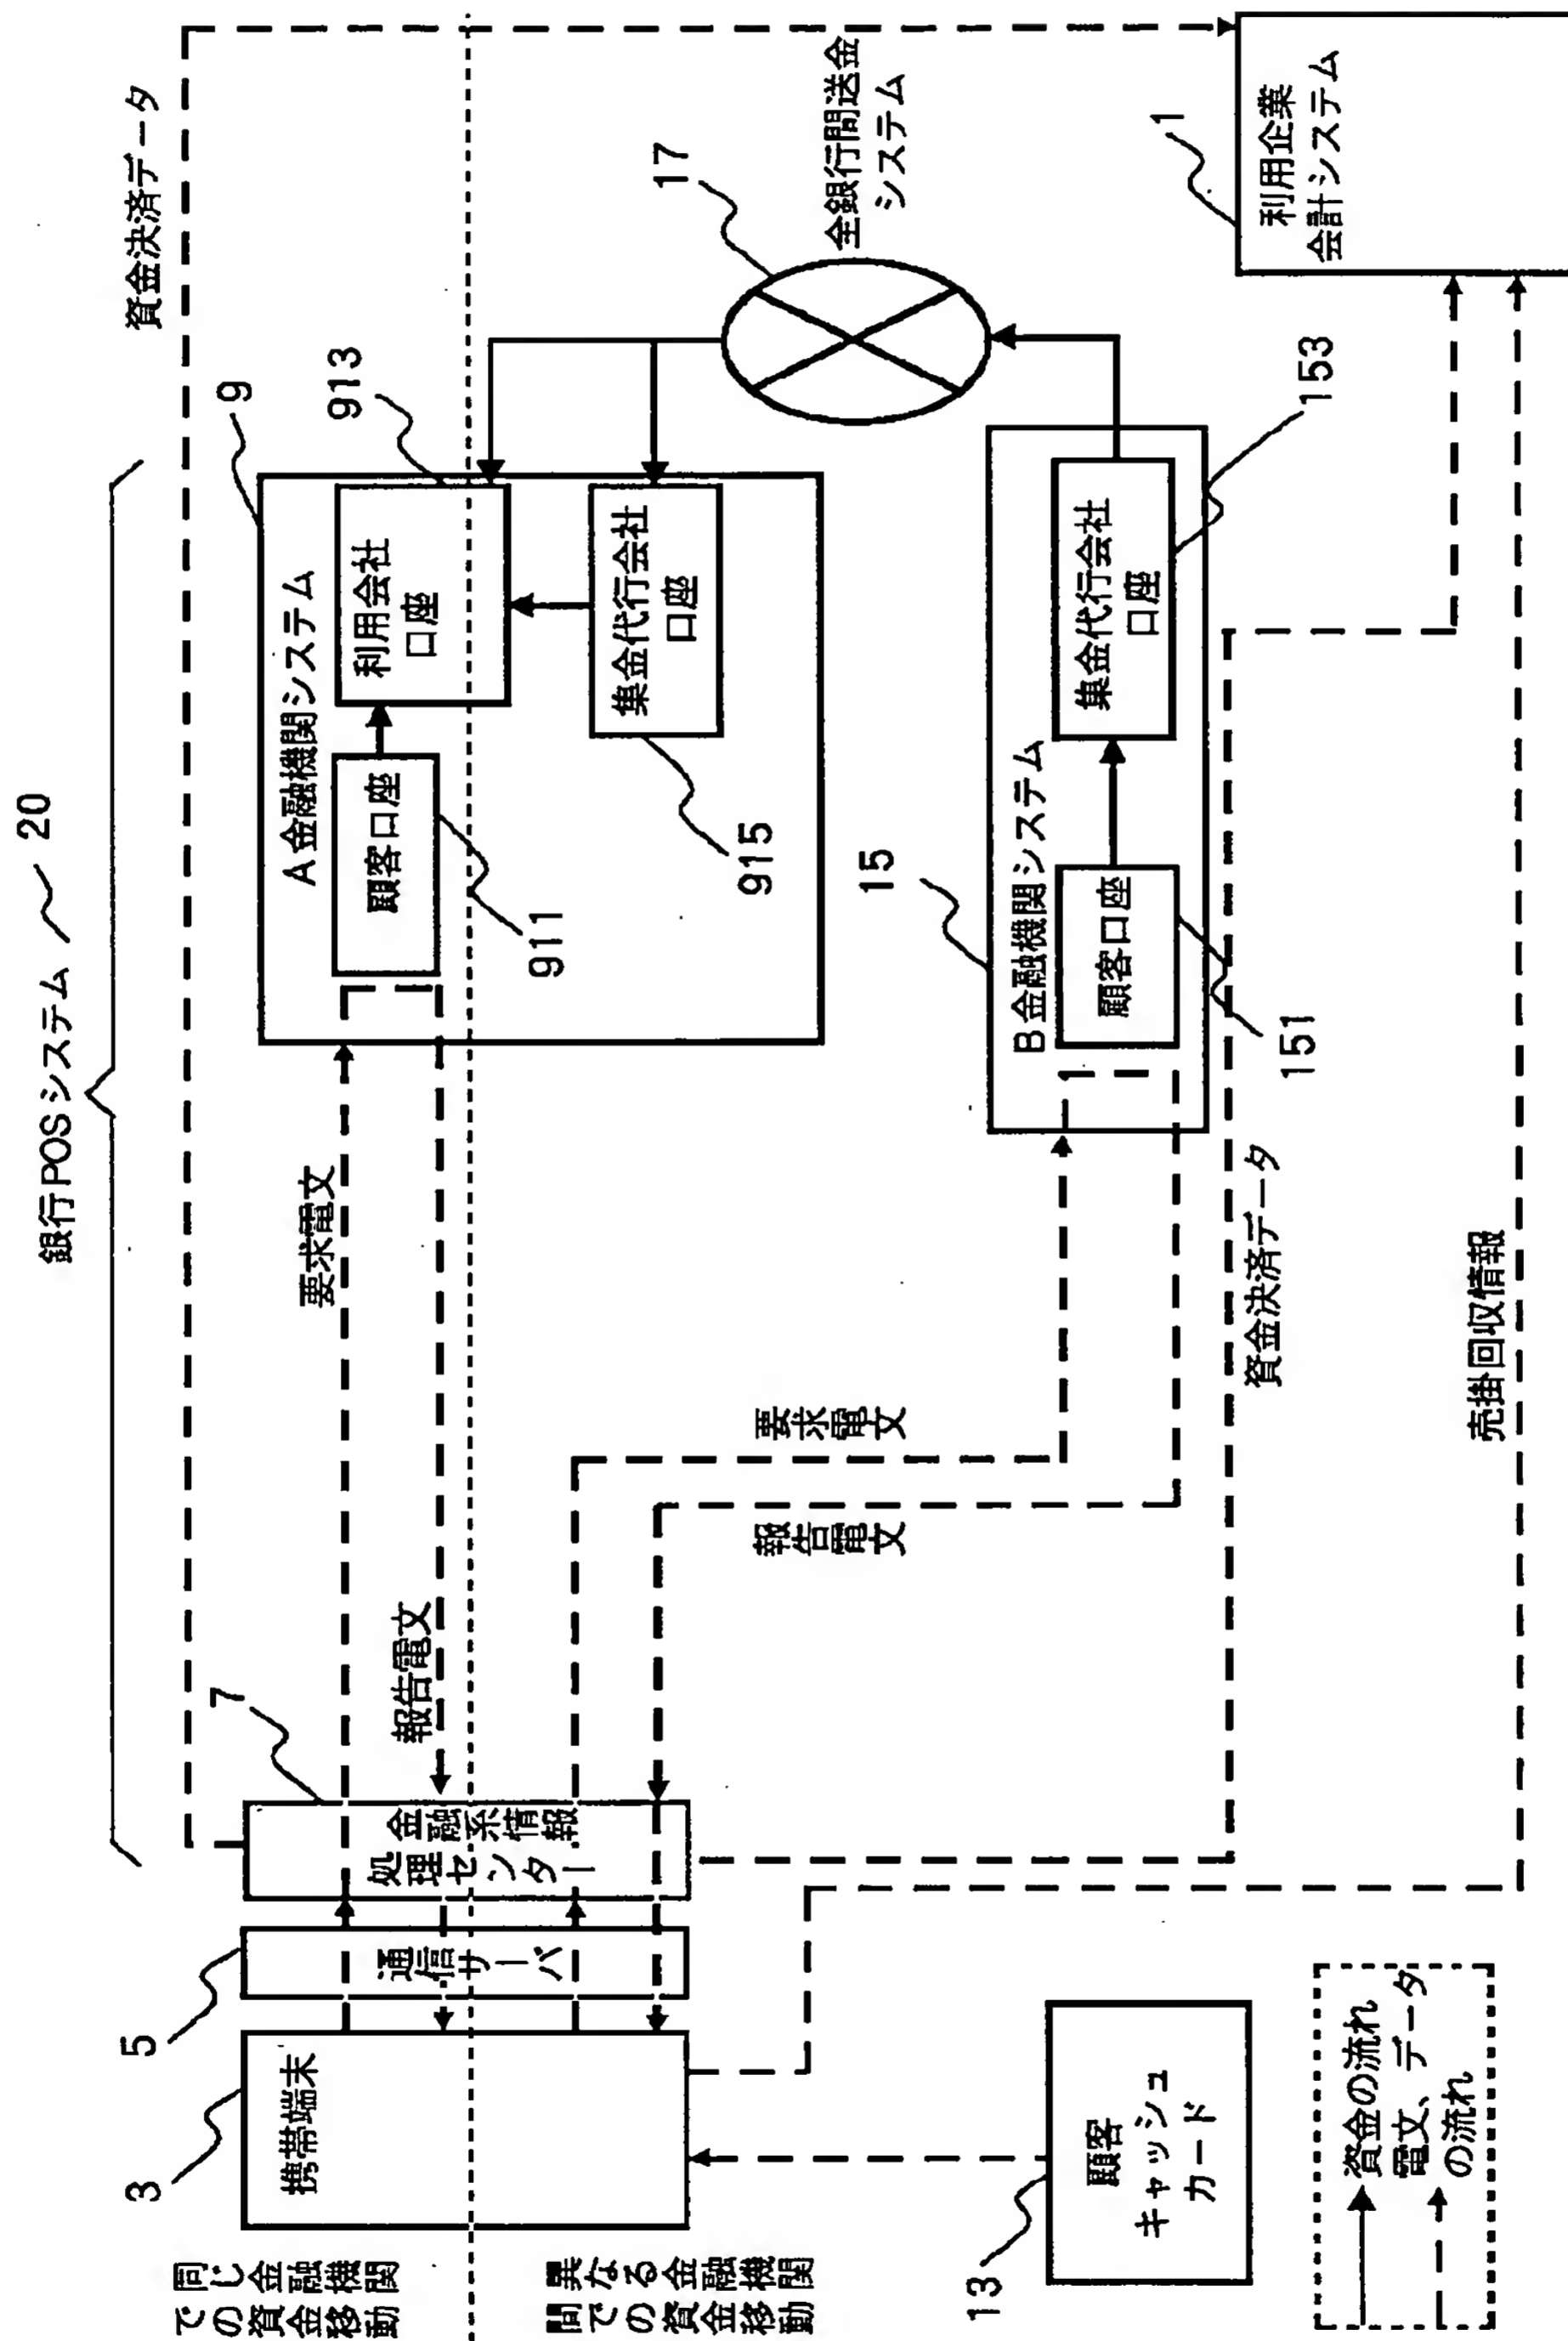 銀行POSシステム 20
資金決済データ
9
A金融機関システム
913
利用会社
口座
顧客口座
911
集金代行会社
口座
915
17
全銀行間送金
システム
1
利用企業
会計システム
15
B金融機関システム
顧客口座
151
集金代行会社
口座
153
要求電文
報告電文
要求電文
報告電文
資金決済データ
売掛回収情報
7
金融系情報
処理センター
5
通信サーバ
3
携帯端末
13
顧客
キャッシュ
カード
同じ金融機関
での資金移動
異なる金融機関
間での資金移動
資金の流れ
電文、データ
の流れ